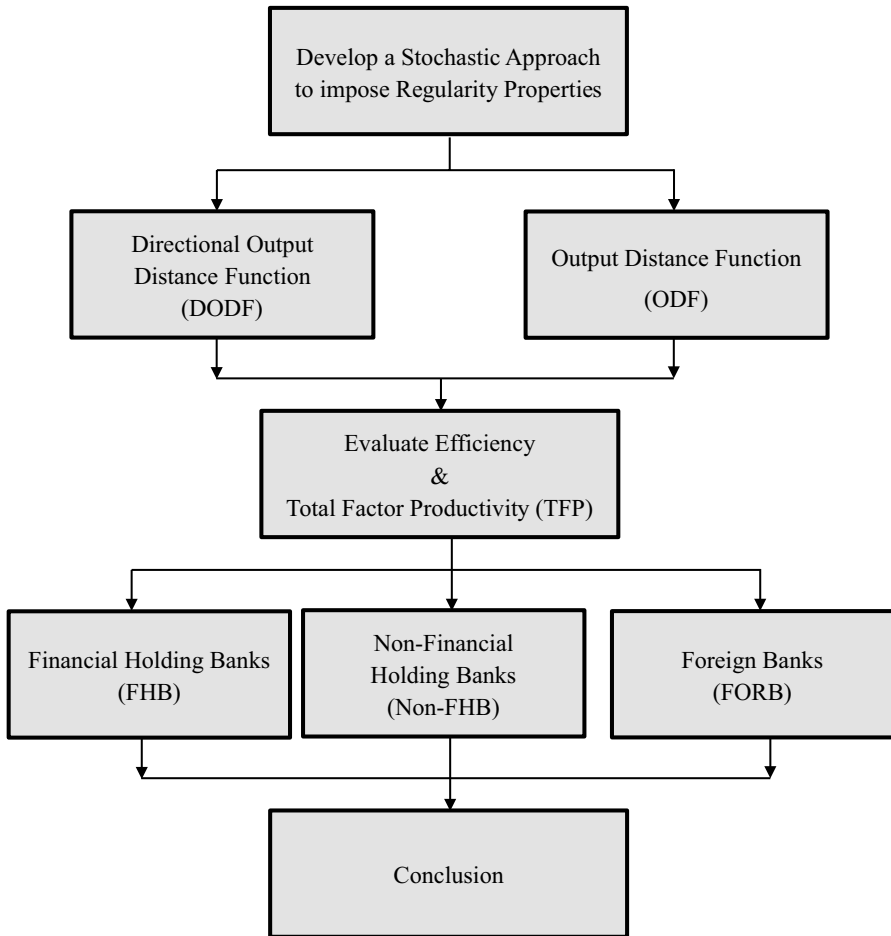 Develop a Stochastic Approach
to impose Regularity Properties
Directional Output
Distance Function
(DODF)
Output Distance Function
(ODF)
Evaluate Efficiency
&
Total Factor Productivity (TFP)
Financial Holding Banks
(FHB)
Non-Financial
Holding Banks
(Non-FHB)
Foreign Banks
(FORB)
Conclusion